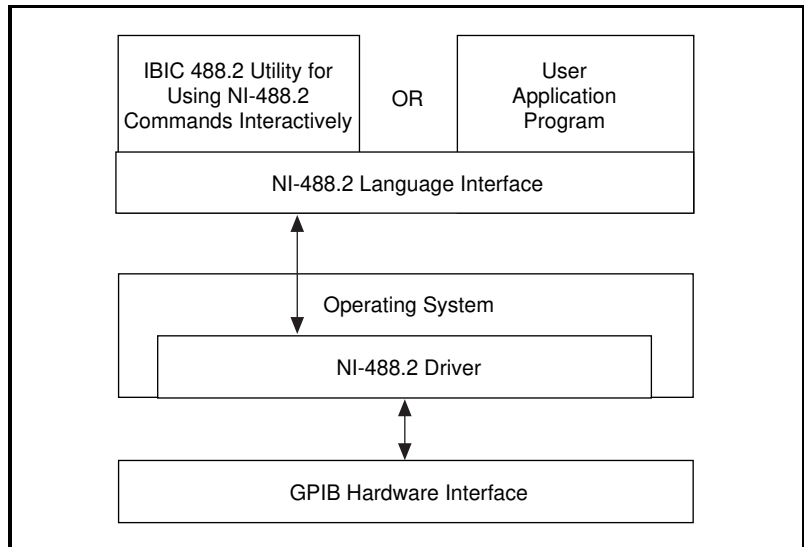 IBIC 488.2 Utility for
Using NI-488.2
Commands Interactively
OR
User
Application
Program
NI-488.2 Language Interface
Operating System
NI-488.2 Driver
GPIB Hardware Interface